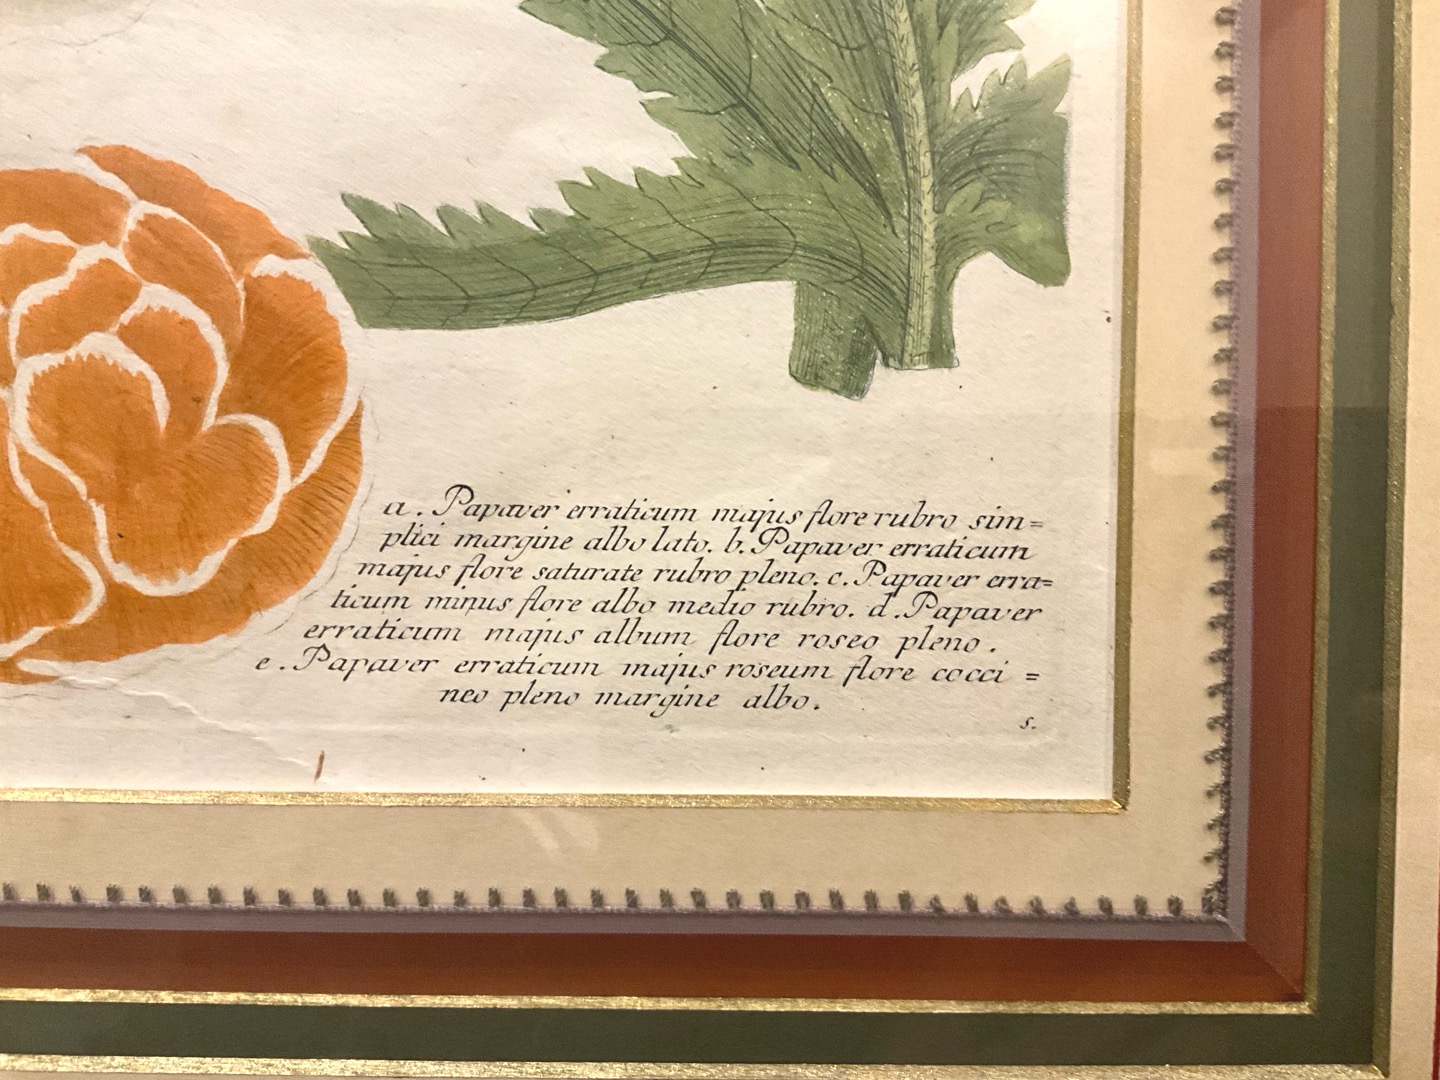 a. Papaver erraticum majus flore rubro sim=
plici margine albo lato. b. Papaver erraticum
majus flore saturate rubro pleno. c. Papaver erra=
ticum minus flore albo medio rubro. d. Papaver
erraticum majus album flore roseo pleno.
e. Papaver erraticum majus roseum flore cocci=
neo pleno margine albo.
s.